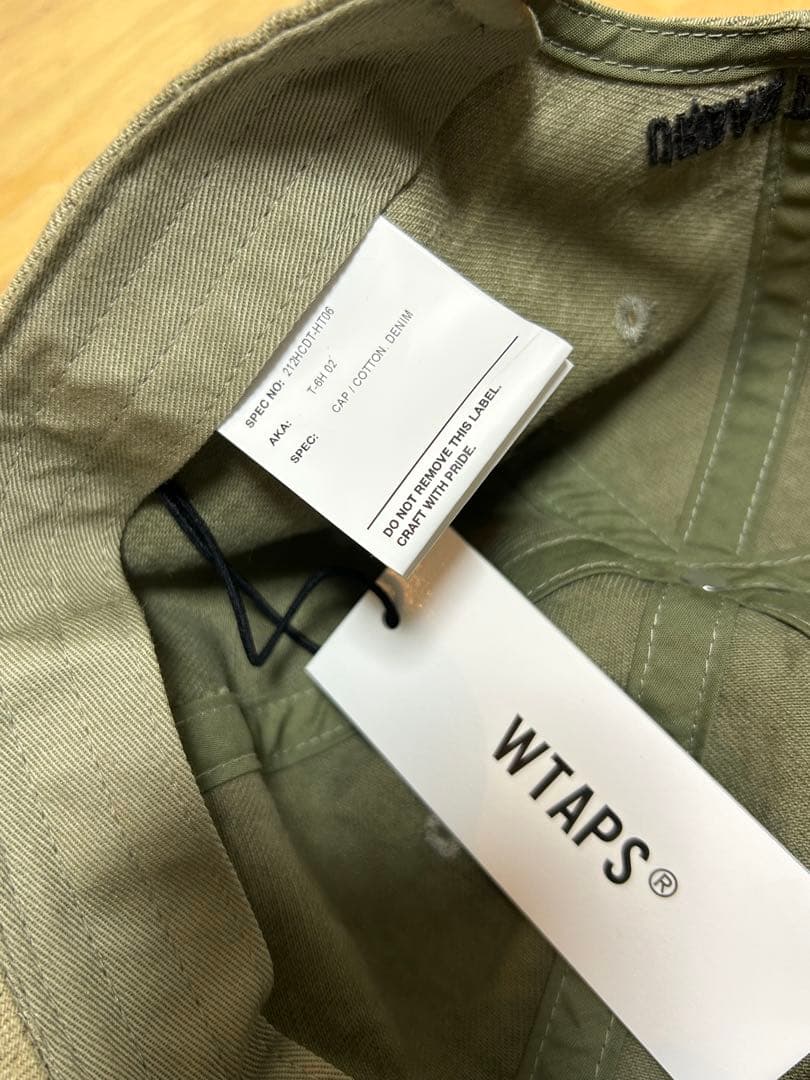 SPEC NO: 212HCDT-HT06
AKA: T-6H 02
SPEC: CAP / COTTON. DENIM
DO NOT REMOVE THIS LABEL.
CRAFT WITH PRIDE.
WTAPS®